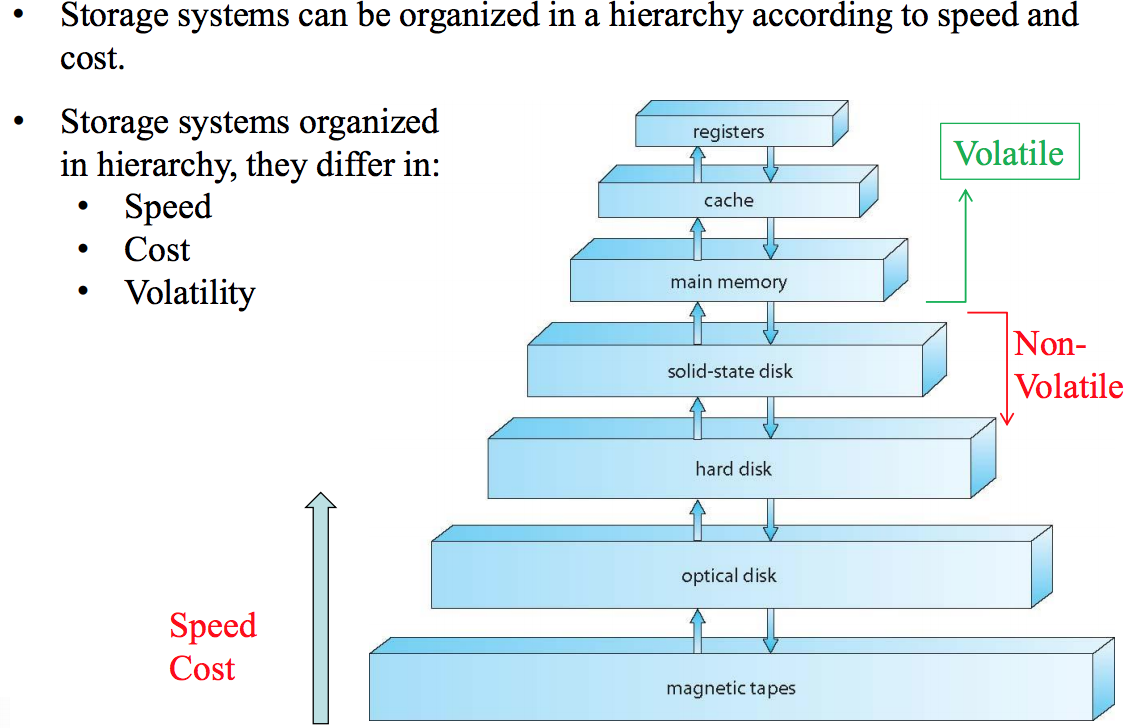 • Storage systems can be organized in a hierarchy according to speed and
cost.
• Storage systems organized
in hierarchy, they differ in:
• Speed
• Cost
• Volatility
registers
cache
main memory
solid-state disk
hard disk
optical disk
magnetic tapes
Volatile
Non-
Volatile
Speed
Cost